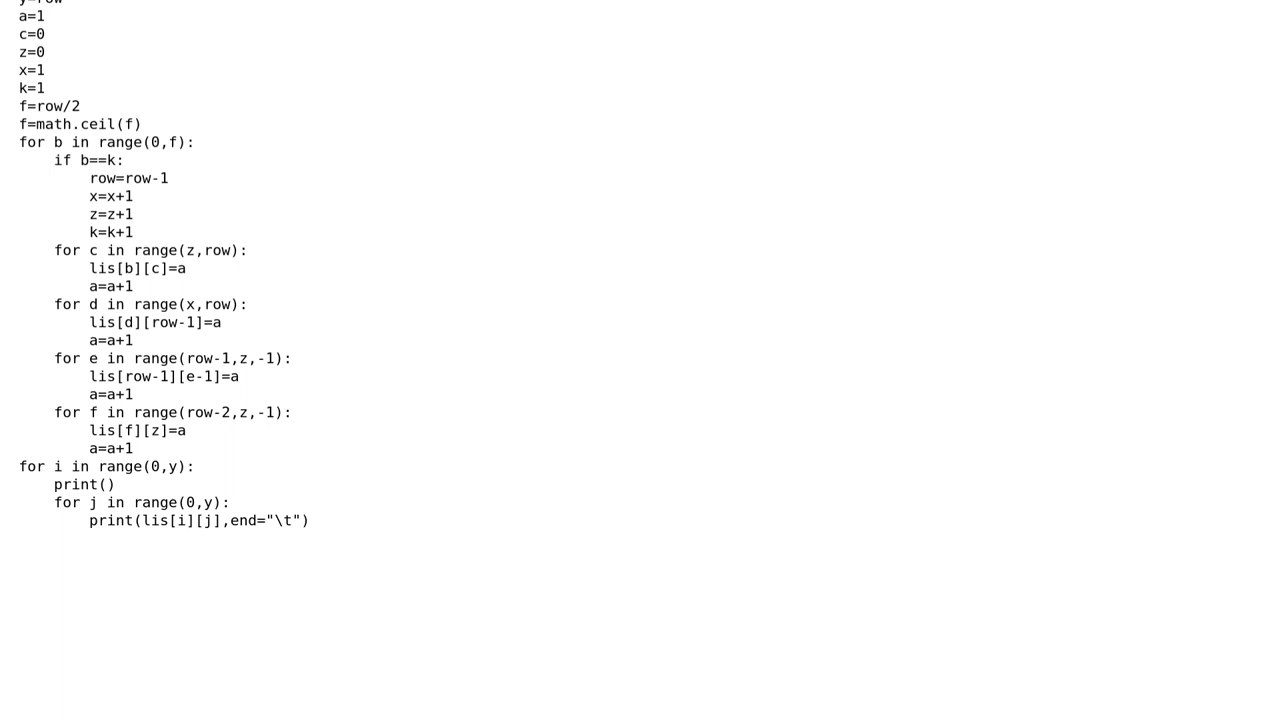 y=row
a=1
c=0
z=0
x=1
k=1
f=row/2
f=math.ceil(f)
for b in range(0,f):
    if b==k:
        row=row-1
        x=x+1
        z=z+1
        k=k+1
    for c in range(z,row):
        lis[b][c]=a
        a=a+1
    for d in range(x,row):
        lis[d][row-1]=a
        a=a+1
    for e in range(row-1,z,-1):
        lis[row-1][e-1]=a
        a=a+1
    for f in range(row-2,z,-1):
        lis[f][z]=a
        a=a+1
for i in range(0,y):
    print()
    for j in range(0,y):
        print(lis[i][j],end="\t")